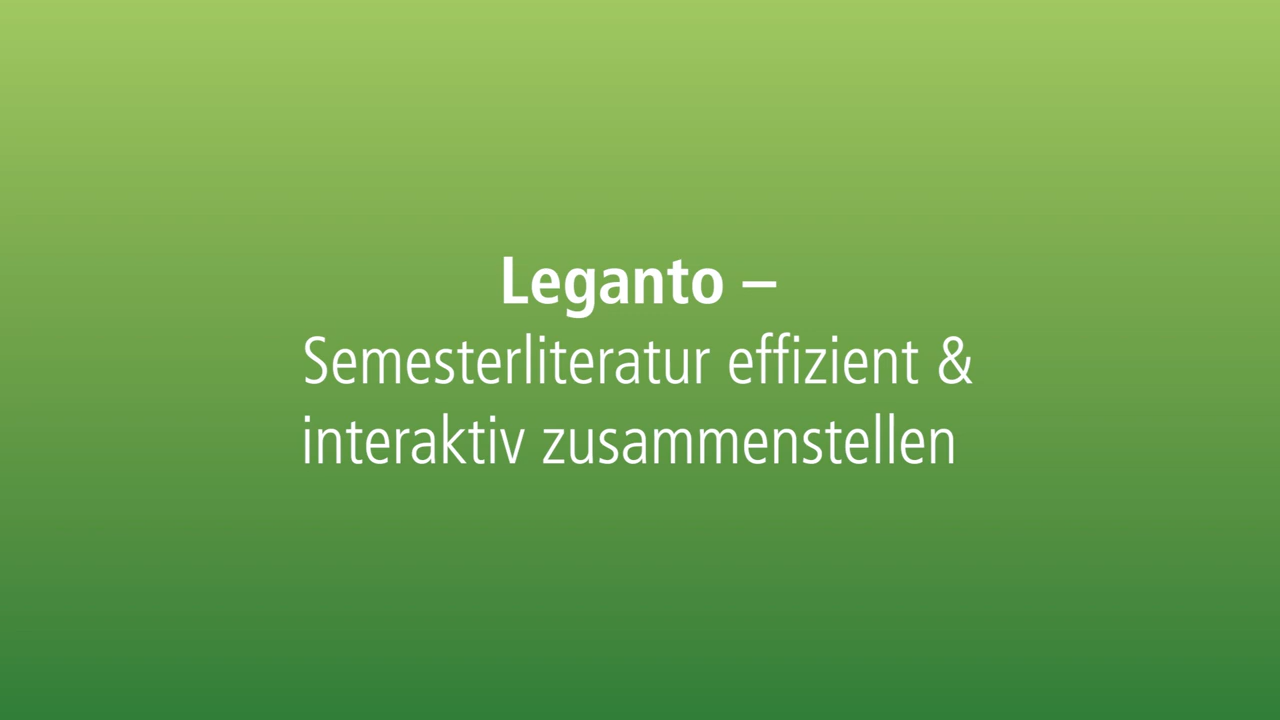 Leganto –
Semesterliteratur effizient &
interaktiv zusammenstellen